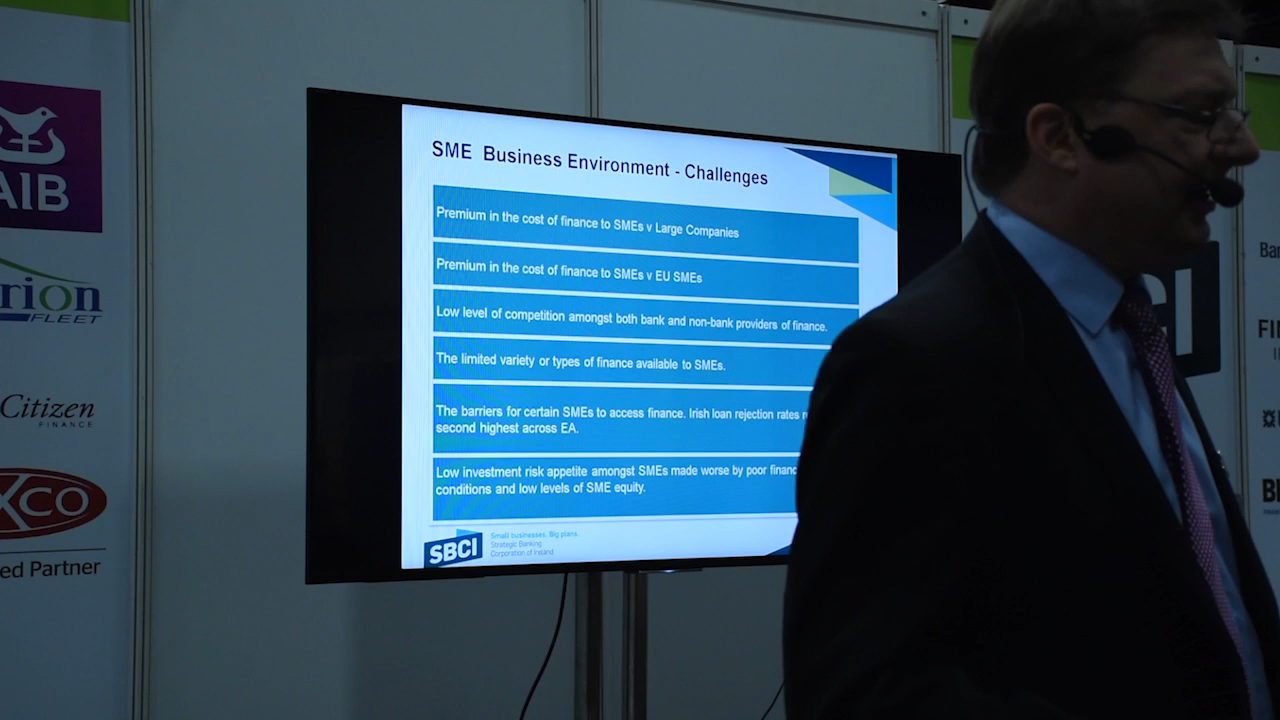 SME Business Environment - Challenges
Premium in the cost of finance to SMEs v Large Companies
Premium in the cost of finance to SMEs v EU SMEs
Low level of competition amongst both bank and non-bank providers of finance.
The limited variety or types of finance available to SMEs.
The barriers for certain SMEs to access finance. Irish loan rejection rates
second highest across EA.
Low investment risk appetite amongst SMEs made worse by poor
conditions and low levels of SME equity.
SBCI
Small businesses. Big plans.
Strategic Banking
Corporation of Ireland
AIB
rion
FLEET
Citizen
FINANCE
XCO
ed Partner
CI